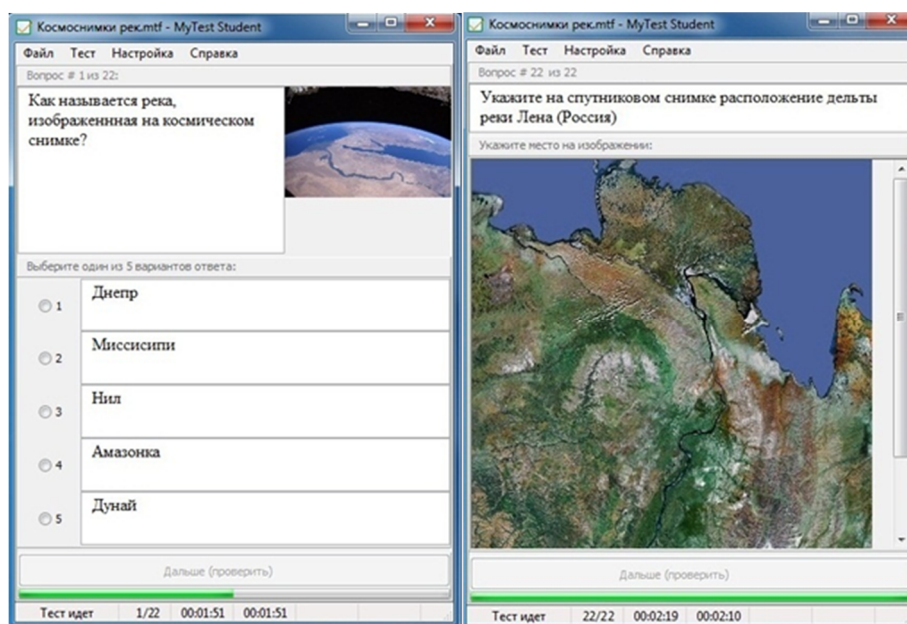 Космоснимки рек.mtf - MyTest Student
Файл Тест Настройка Справка
Вопрос # 1 из 22:
Как называется река,
изображеннная на космическом
снимке?
Выберите один из 5 вариантов ответа:
1 Днепр
2 Миссисипи
3 Нил
4 Амазонка
5 Дунай
Дальше (проверить)
Тест идет 1/22 00:01:51 00:01:51
Космоснимки рек.mtf - MyTest Student
Файл Тест Настройка Справка
Вопрос # 22 из 22
Укажите на спутниковом снимке расположение дельты
реки Лена (Россия)
Укажите место на изображении:
Дальше (проверить)
Тест идет 22/22 00:02:19 00:02:10